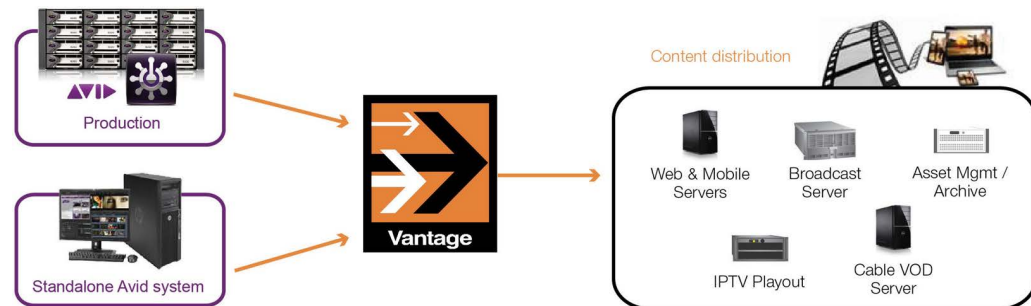 Content distribution
AVID
Production
Web & Mobile
Servers
Broadcast
Server
Asset Mgmt /
Archive
Vantage
Standalone Avid system
IPTV Playout
Cable VOD
Server